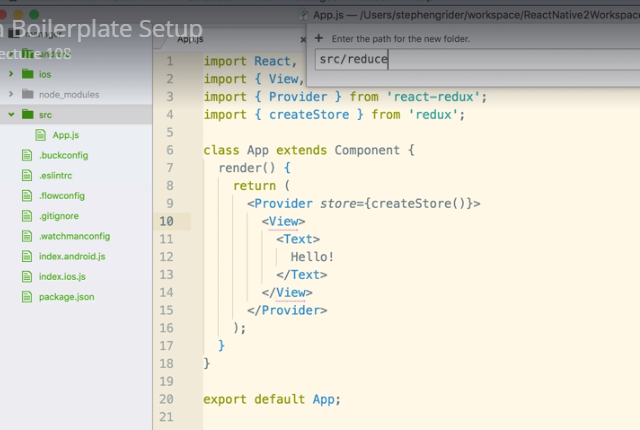 n Boilerplate Setup
ecture 108
App.js — /Users/stephengrider/workspace/ReactNative2Workspac
Enter the path for the new folder.
src/reduce
App.js
ios
node_modules
src
App.js
.buckconfig
.eslintrc
.flowconfig
.gitignore
.watchmanconfig
index.android.js
index.ios.js
package.json
1 import React,
2 import { View,
3 import { Provider } from 'react-redux';
4 import { createStore } from 'redux';
5
6 class App extends Component {
7 render() {
8 return (
9 <Provider store={createStore()}>
10 <View>
11 <Text>
12 Hello!
13 </Text>
14 </View>
15 </Provider>
16 );
17 }
18 }
19
20 export default App;
21